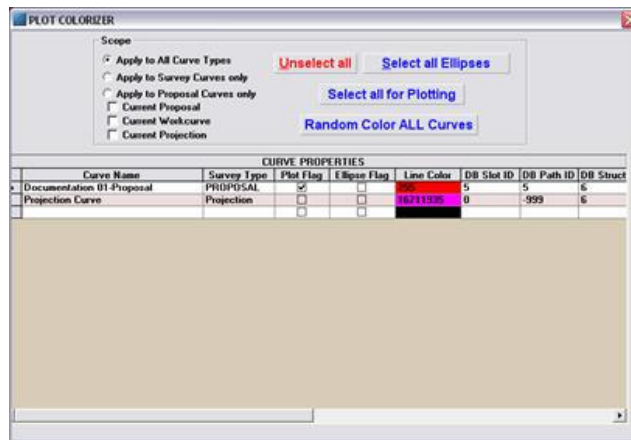 PLOT COLORIZER
Scope
Apply to All Curve Types
Apply to Survey Curves only
Apply to Proposal Curves only
Current Proposal
Current Workcurve
Current Projection
Unselect all
Select all Ellipses
Select all for Plotting
Random Color ALL Curves
CURVE PROPERTIES
Curve Name Survey Type Plot Flag Ellipse Flag Line Color DB Slot ID DB Path ID DB Struct
Documentation 01-Proposal PROPOSAL 255 5 5 6
Projection Curve Projection 16711935 0 -999 6